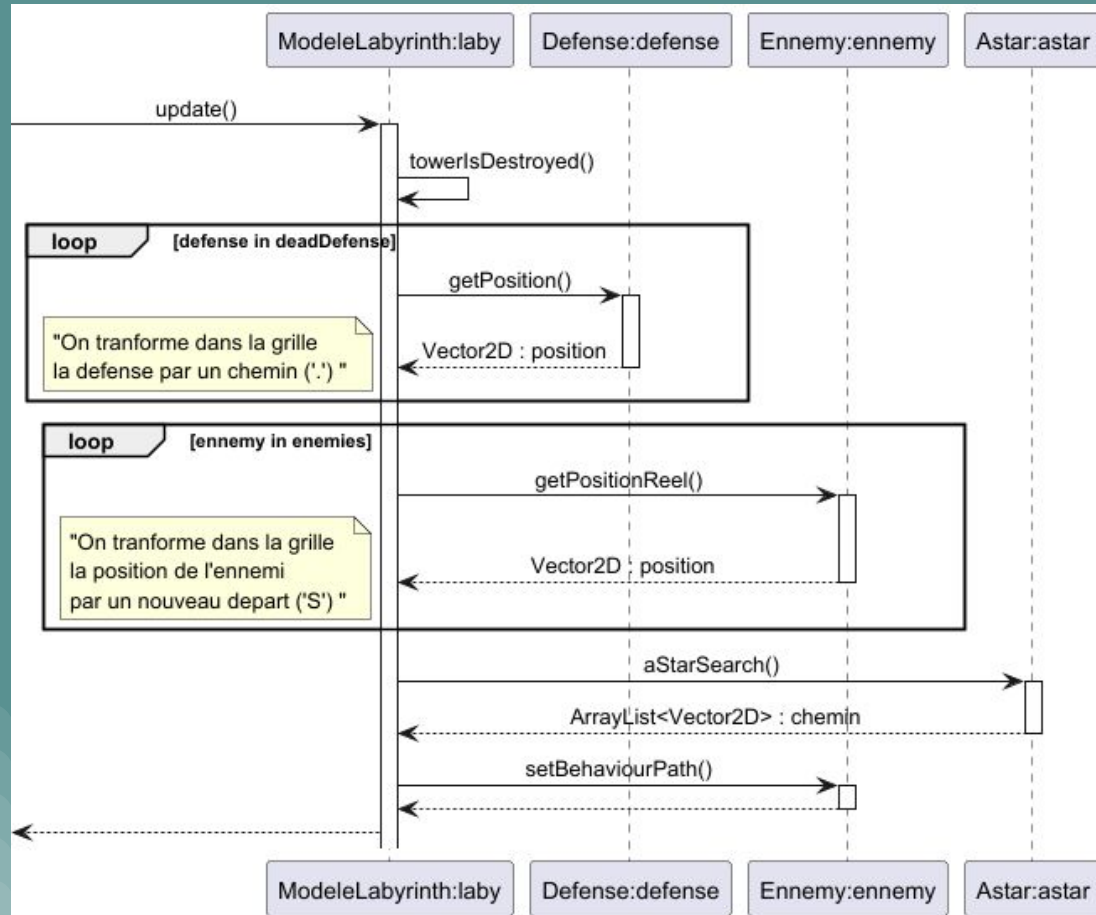 ModeleLabyrinth:laby
Defense:defense
Ennemy:ennemy
Astar:astar
update()
towerIsDestroyed()
loop
[defense in deadDefense]
getPosition()
"On tranforme dans la grille
la defense par un chemin ('.') "
Vector2D : position
loop
[ennemy in enemies]
getPositionReel()
"On tranforme dans la grille
la position de l'ennemi
par un nouveau depart ('S') "
Vector2D : position
aStarSearch()
ArrayList<Vector2D> : chemin
setBehaviourPath()
ModeleLabyrinth:laby
Defense:defense
Ennemy:ennemy
Astar:astar